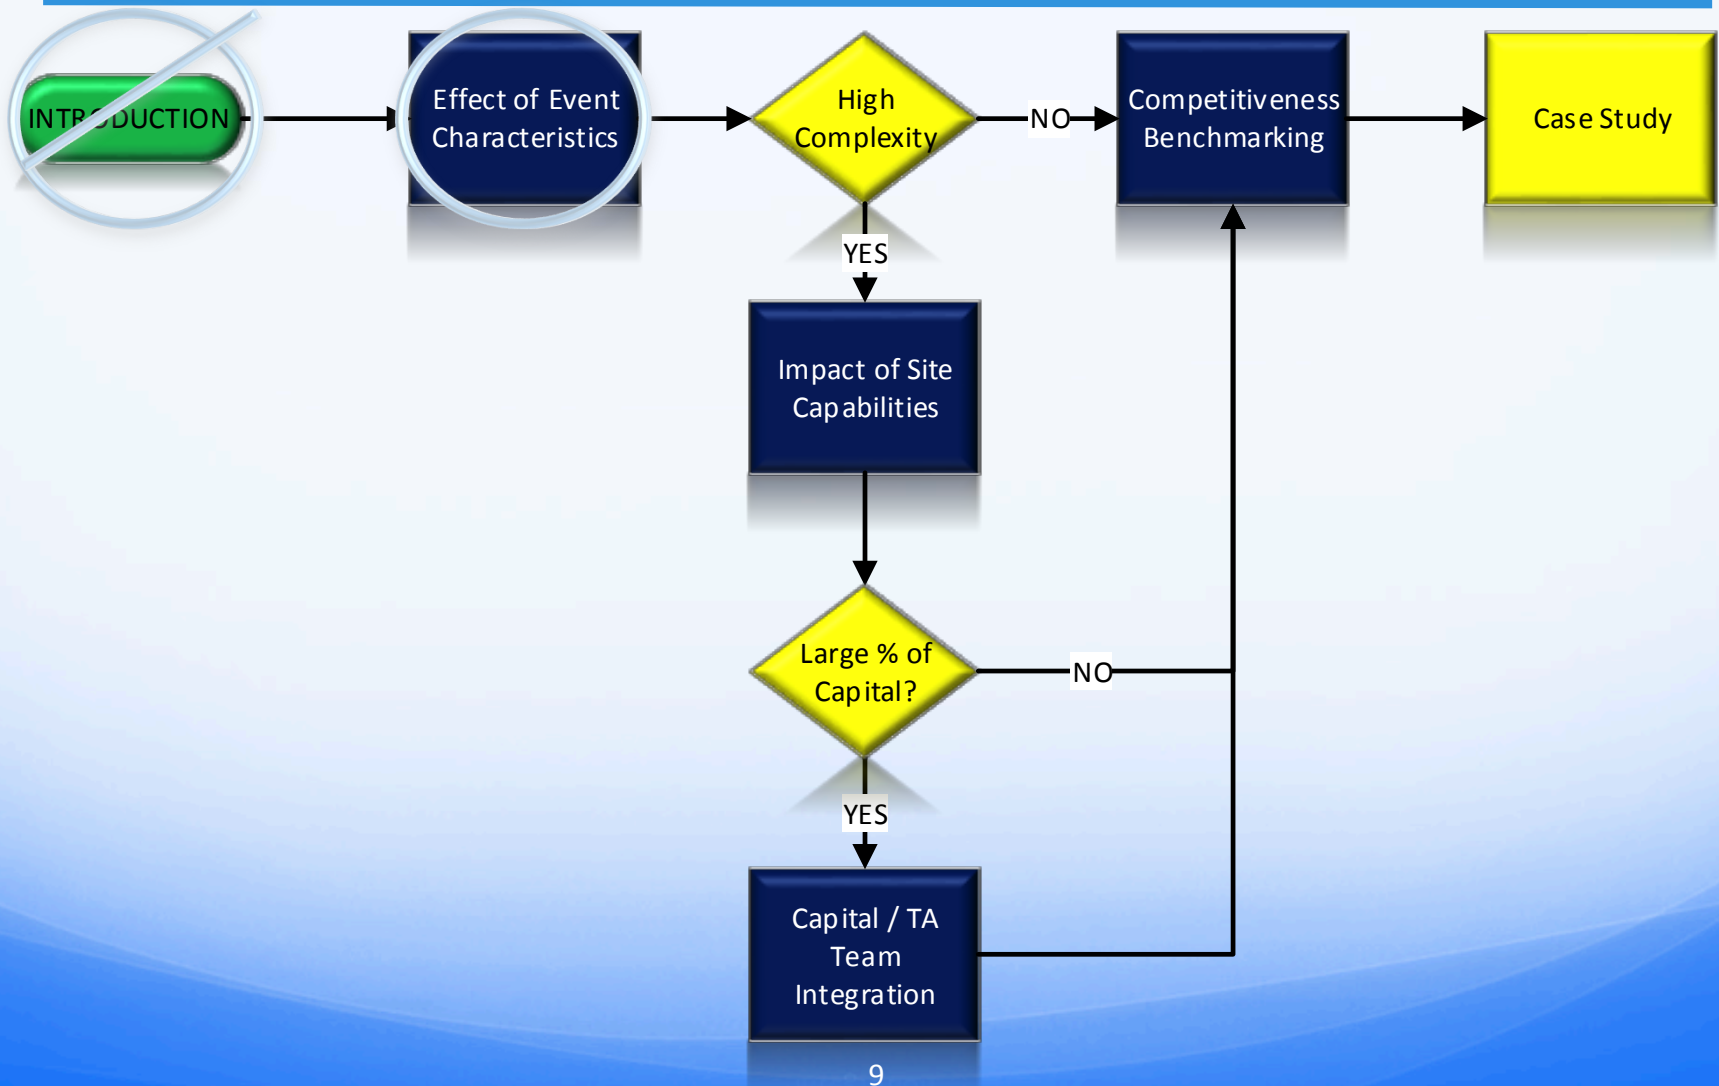 INTRODUCTION
Effect of Event
Characteristics
High
Complexity
NO
Competitiveness
Benchmarking
Case Study
YES
Impact of Site
Capabilities
Large % of
Capital?
NO
YES
Capital / TA
Team
Integration
9